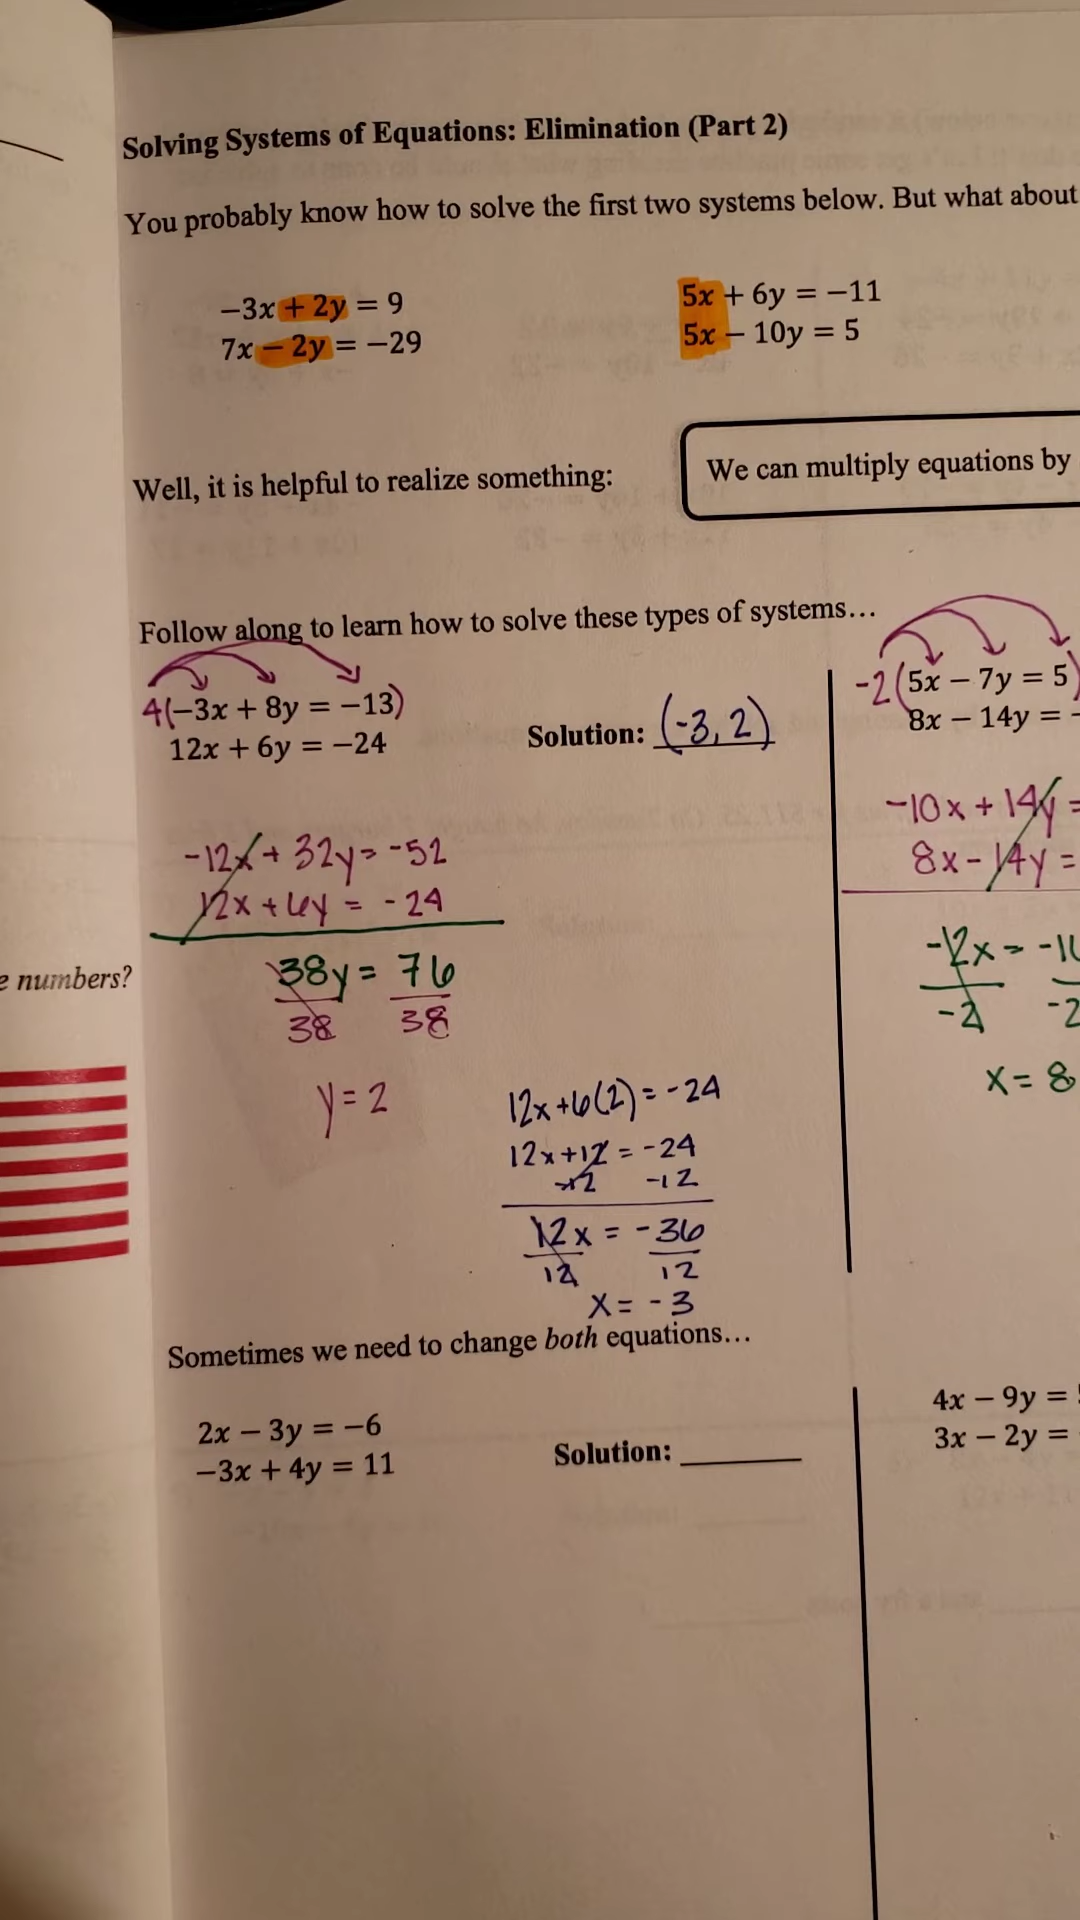 Solving Systems of Equations: Elimination (Part 2)
You probably know how to solve the first two systems below. But what about
−3x + 2y = 9
7x − 2y = −29
5x + 6y = −11
5x − 10y = 5
Well, it is helpful to realize something:
We can multiply equations by
Follow along to learn how to solve these types of systems…
4(−3x + 8y = −13)
12x + 6y = −24
Solution: (-3, 2)
-12x + 32y = -52
12x + 6y = -24
38y = 76
38 38
y = 2
12x + 6(2) = -24
12x + 12 = -24
-12 -12
12x = -36
12 12
x = -3
-2(5x − 7y = 5)
8x − 14y = -
-10x + 14y =
8x - 14y =
-2x = -16
-2 -2
x = 8
e numbers?
Sometimes we need to change both equations…
2x − 3y = −6
−3x + 4y = 11
Solution:
4x − 9y =
3x − 2y =